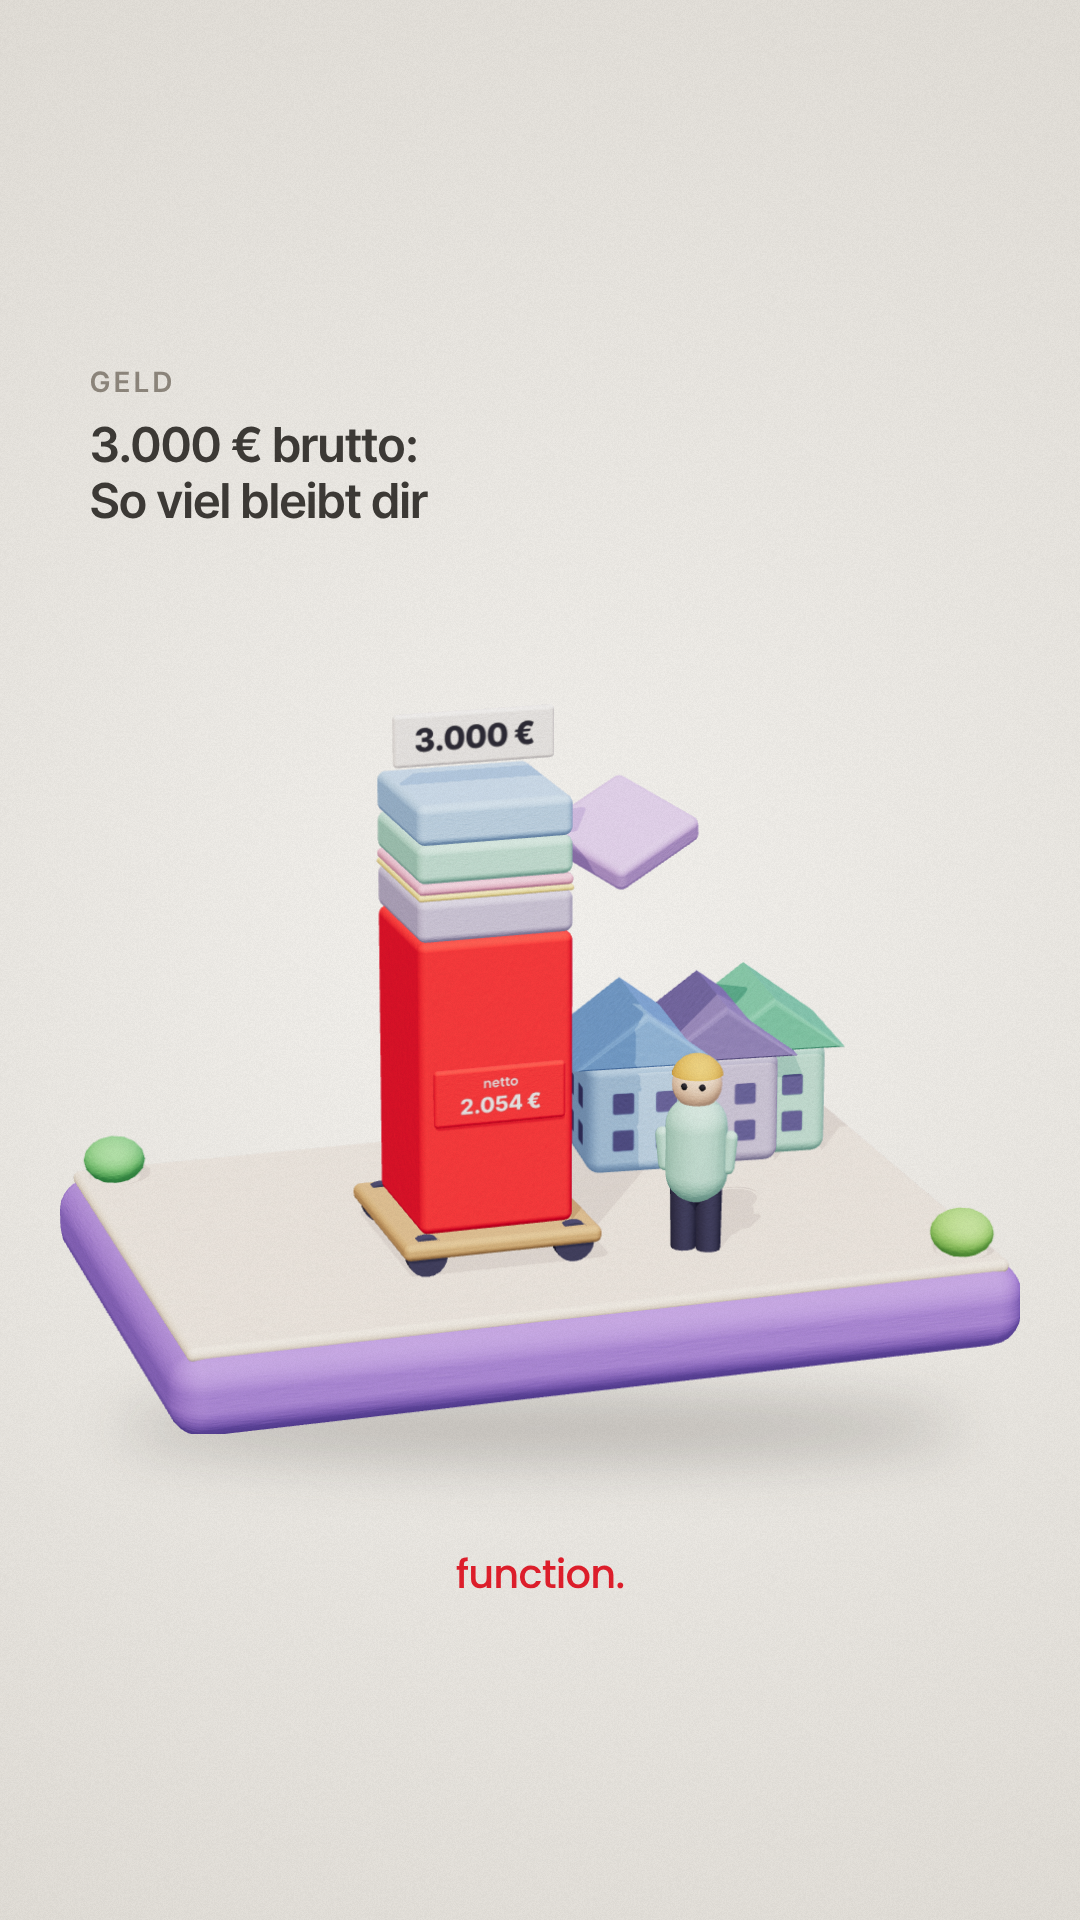 GELD
3.000 € brutto:
So viel bleibt dir
3.000 €
netto
2.054 €
function.